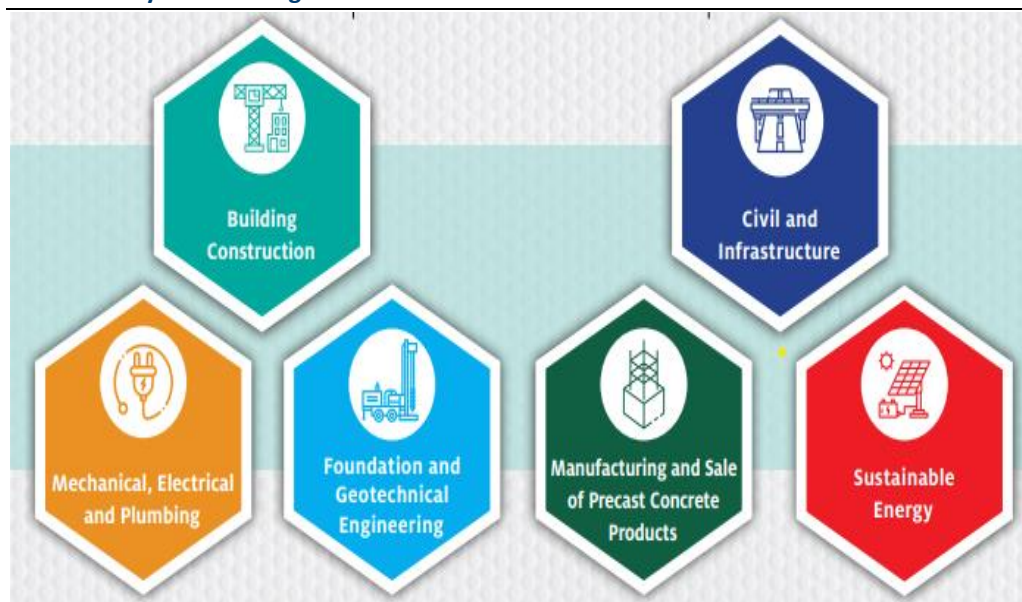 Building
Construction
Civil and
Infrastructure
Mechanical, Electrical
and Plumbing
Foundation and
Geotechnical
Engineering
Manufacturing and Sale
of Precast Concrete
Products
Sustainable
Energy